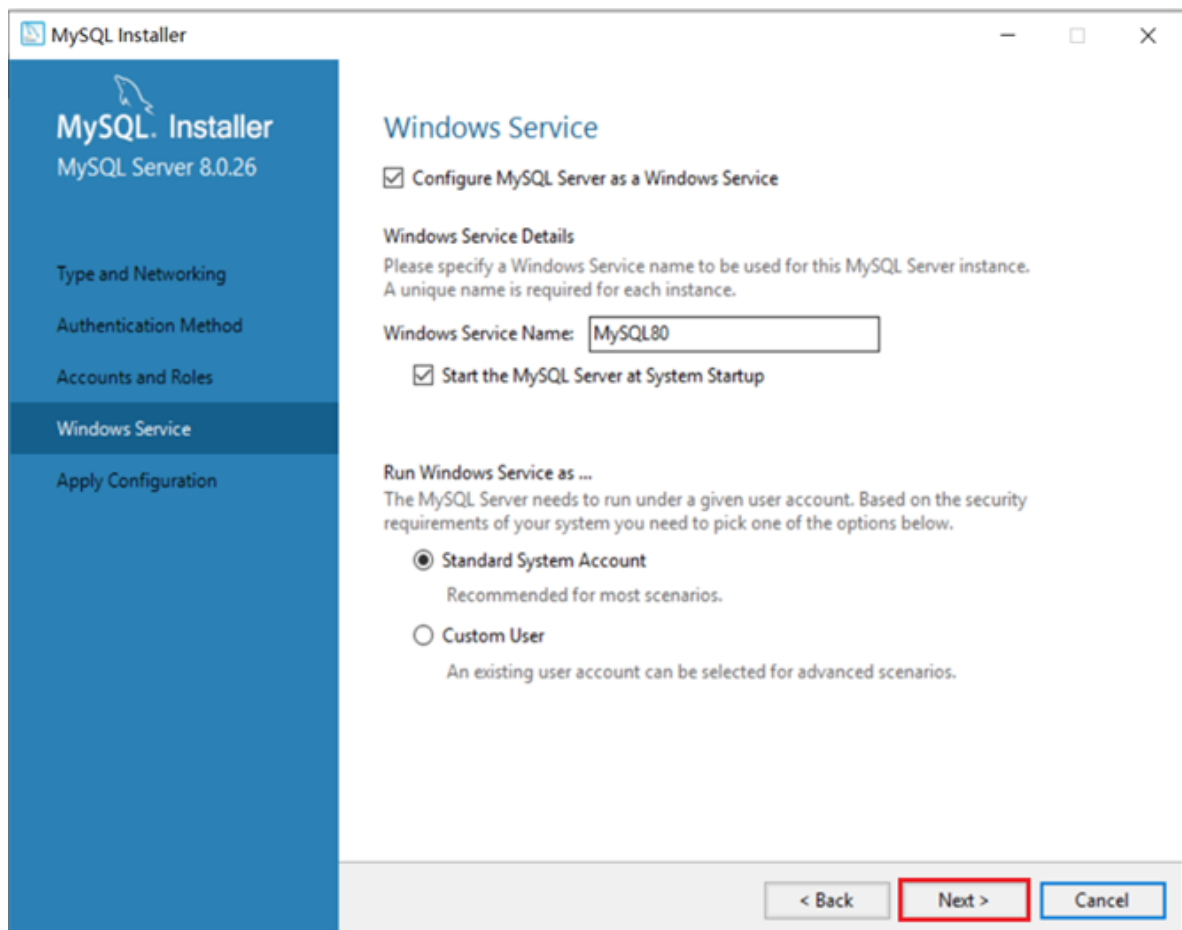 MySQL Installer
MySQL. Installer
MySQL Server 8.0.26
Type and Networking
Authentication Method
Accounts and Roles
Windows Service
Apply Configuration
Windows Service
Configure MySQL Server as a Windows Service
Windows Service Details
Please specify a Windows Service name to be used for this MySQL Server instance.
A unique name is required for each instance.
Windows Service Name: MySQL80
Start the MySQL Server at System Startup
Run Windows Service as ...
The MySQL Server needs to run under a given user account. Based on the security
requirements of your system you need to pick one of the options below.
Standard System Account
Recommended for most scenarios.
Custom User
An existing user account can be selected for advanced scenarios.
< Back Next > Cancel